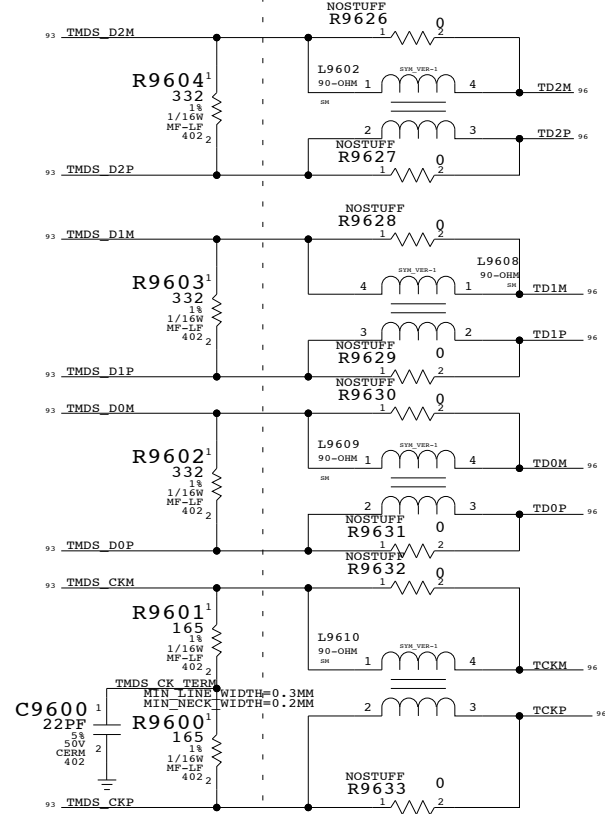 NOSTUFF
R9626
0
93 TMDS_D2M
1 2
R9604 1
332
1%
1/16W
MF-LF
402 2
L9602
90-OHM
SM
SYM_VER-1
1 4
TD2M 96
2 3
TD2P 96
NOSTUFF
R9627
0
1 2
93 TMDS_D2P
NOSTUFF
R9628
0
93 TMDS_D1M
1 2
R9603 1
332
1%
1/16W
MF-LF
402 2
L9608
90-OHM
SM
SYM_VER-1
4 1
TD1M 96
3 2
TD1P 96
NOSTUFF
R9629
0
1 2
93 TMDS_D1P
NOSTUFF
R9630
0
93 TMDS_D0M
1 2
R9602 1
332
1%
1/16W
MF-LF
402 2
L9609
90-OHM
SM
SYM_VER-1
1 4
TD0M 96
2 3
TD0P 96
NOSTUFF
R9631
0
1 2
93 TMDS_D0P
NOSTUFF
R9632
0
93 TMDS_CKM
1 2
R9601 1
165
1%
1/16W
MF-LF
402 2
L9610
90-OHM
SM
SYM_VER-1
1 4
TCKM 96
TMDS_CK_TERM
MIN_LINE_WIDTH=0.3MM
MIN_NECK_WIDTH=0.2MM
2 3
TCKP 96
C9600 1
22PF
5%
50V
CERM
402
2
R9600 1
165
1%
1/16W
MF-LF
402 2
NOSTUFF
R9633
0
1 2
93 TMDS_CKP